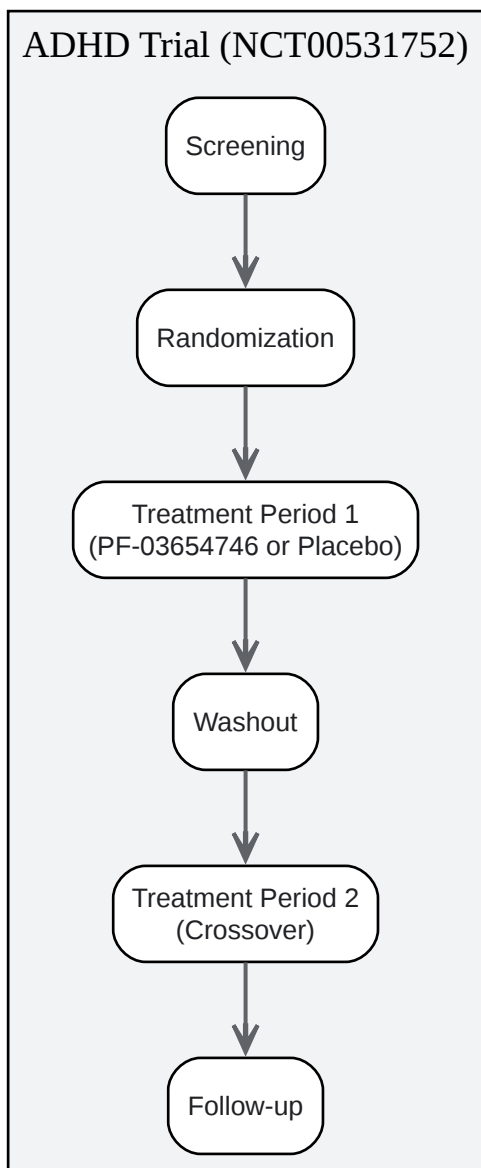 ADHD Trial (NCT00531752)
Screening
Randomization
Treatment Period 1
(PF-03654746 or Placebo)
Washout
Treatment Period 2
(Crossover)
Follow-up